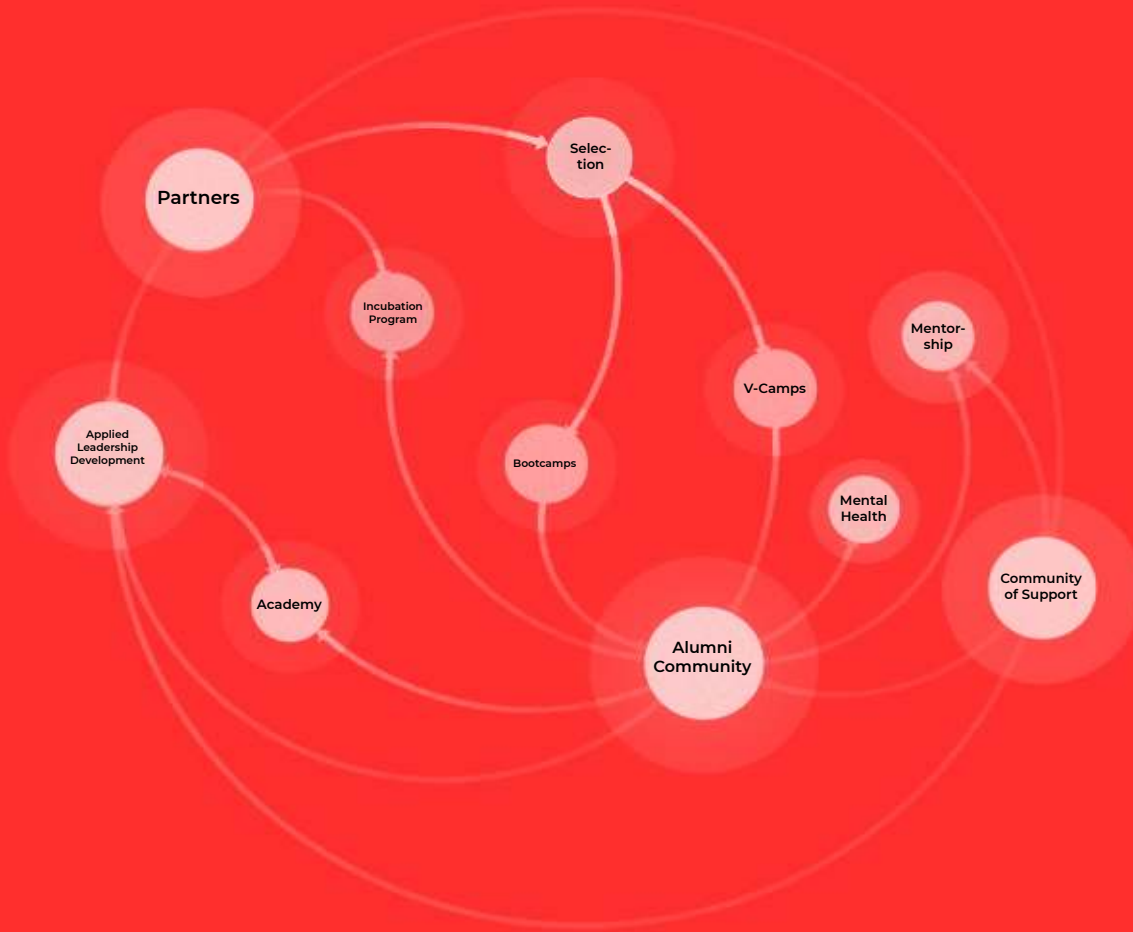 Partners
Selec-
tion
Incubation
Program
Mentor-
ship
V-Camps
Applied
Leadership
Development
Bootcamps
Mental
Health
Academy
Community
of Support
Alumni
Community